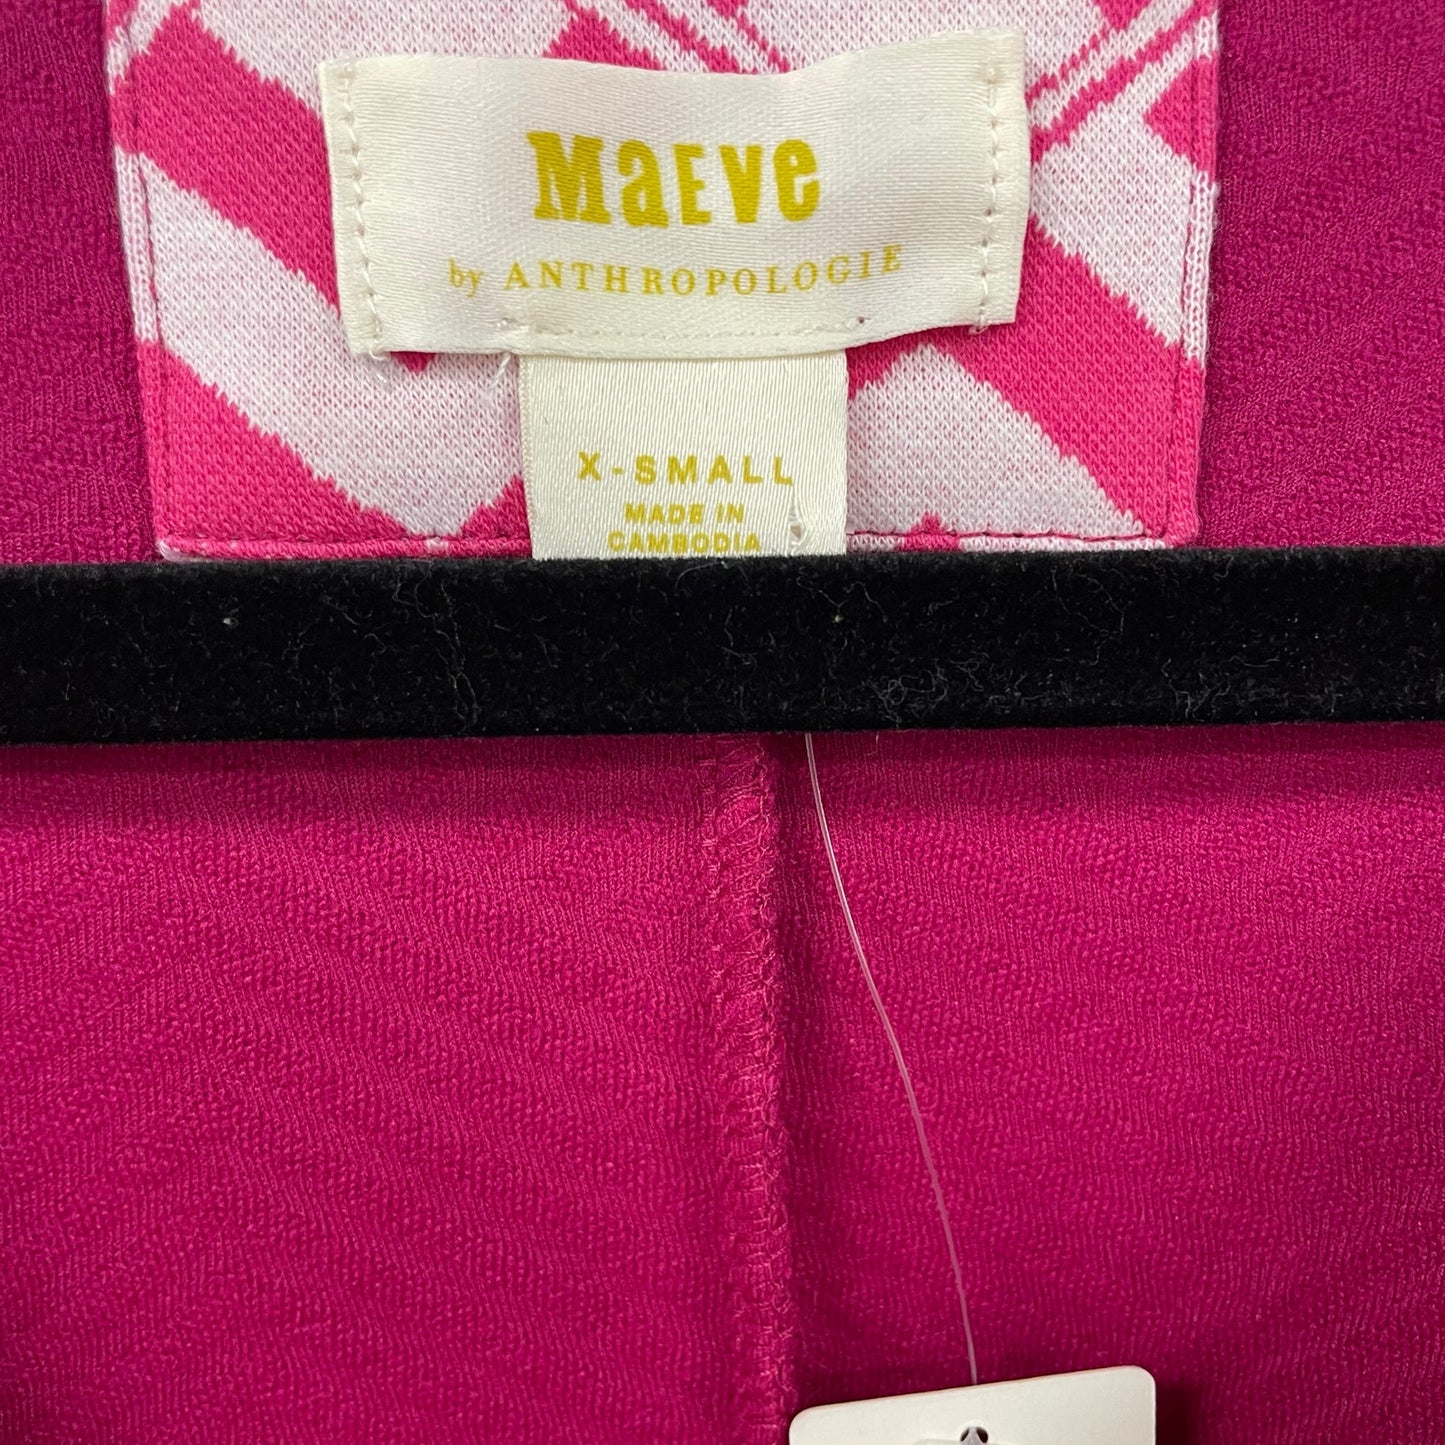 MaEve
by ANTHROPOLOGIE
X-SMALL
MADE IN
CAMBODIA